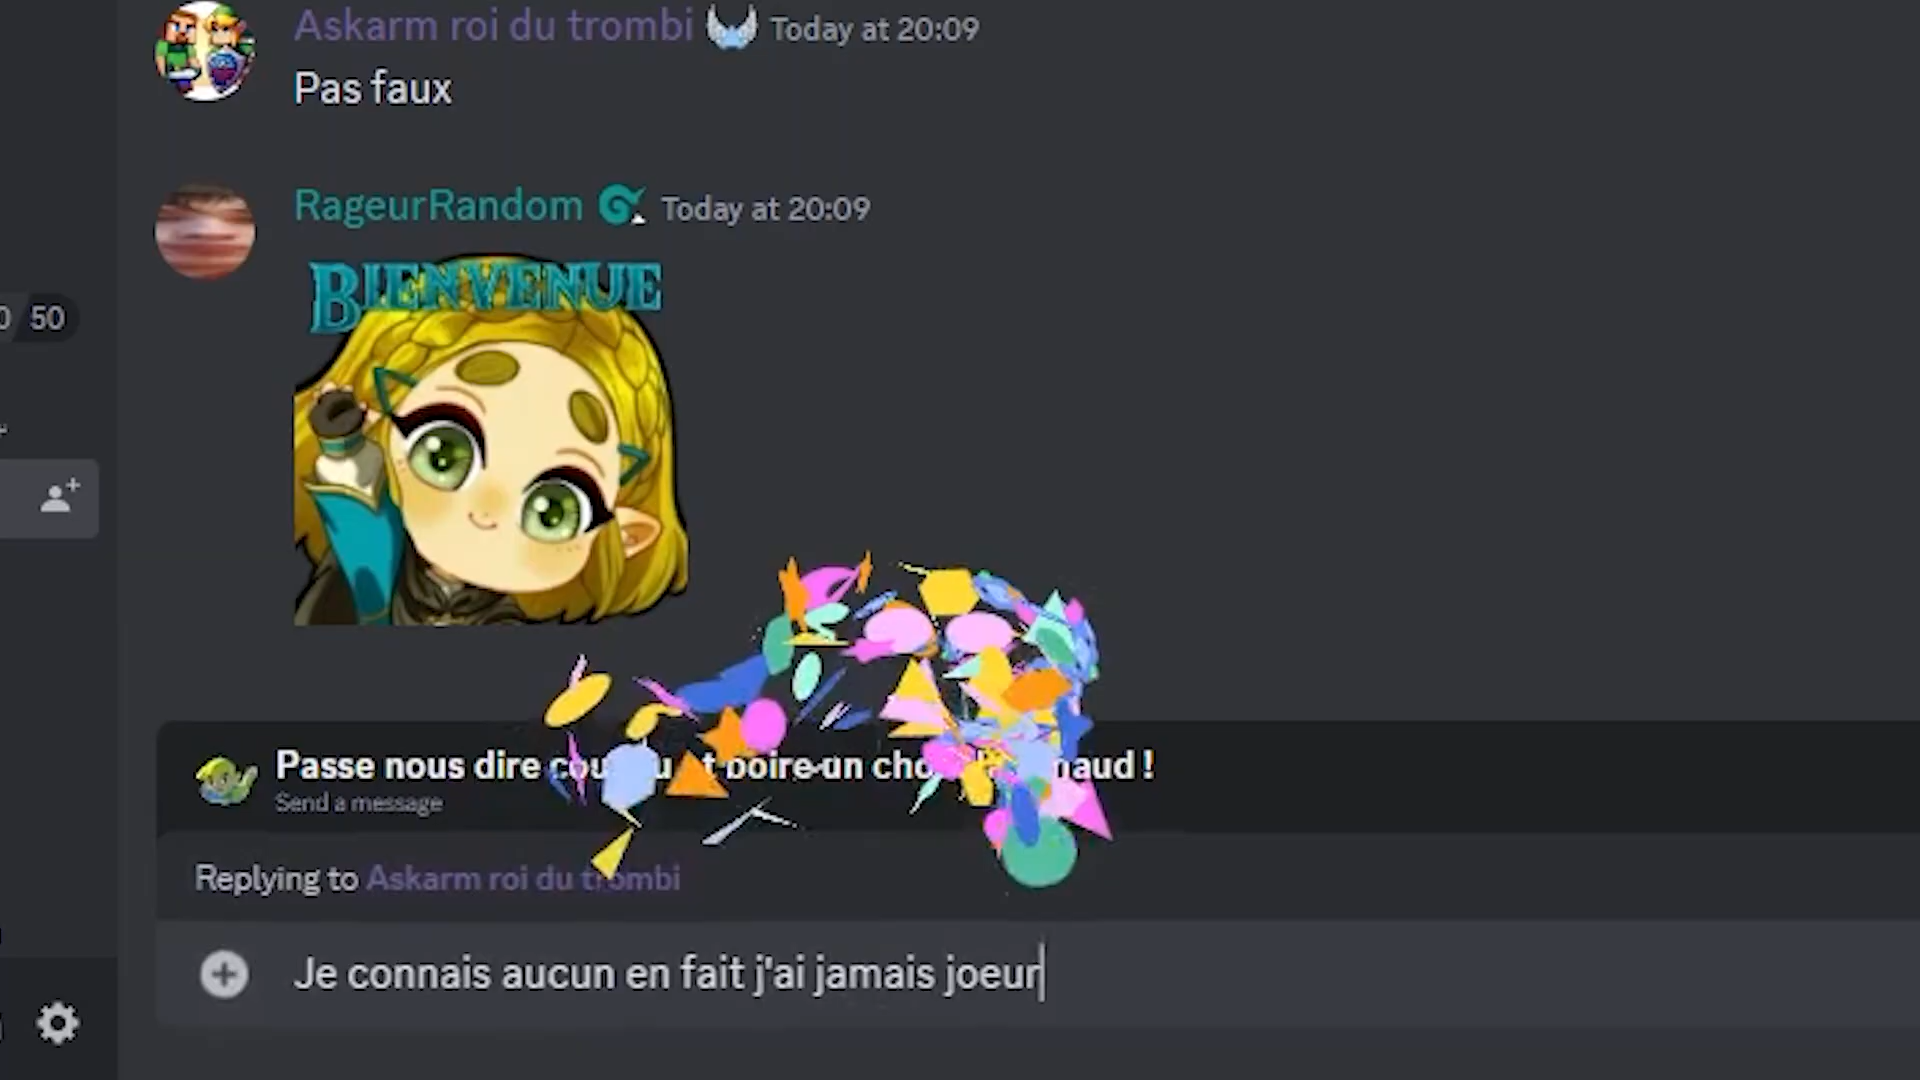 Askarm roi du trombi Today at 20:09
Pas faux
RageurRandom Today at 20:09
BIENVENUE
50
Passe nous dire boire un !
Send a message
Replying to Askarm roi du trombi
Je connais aucun en fait j'ai jamais joeur